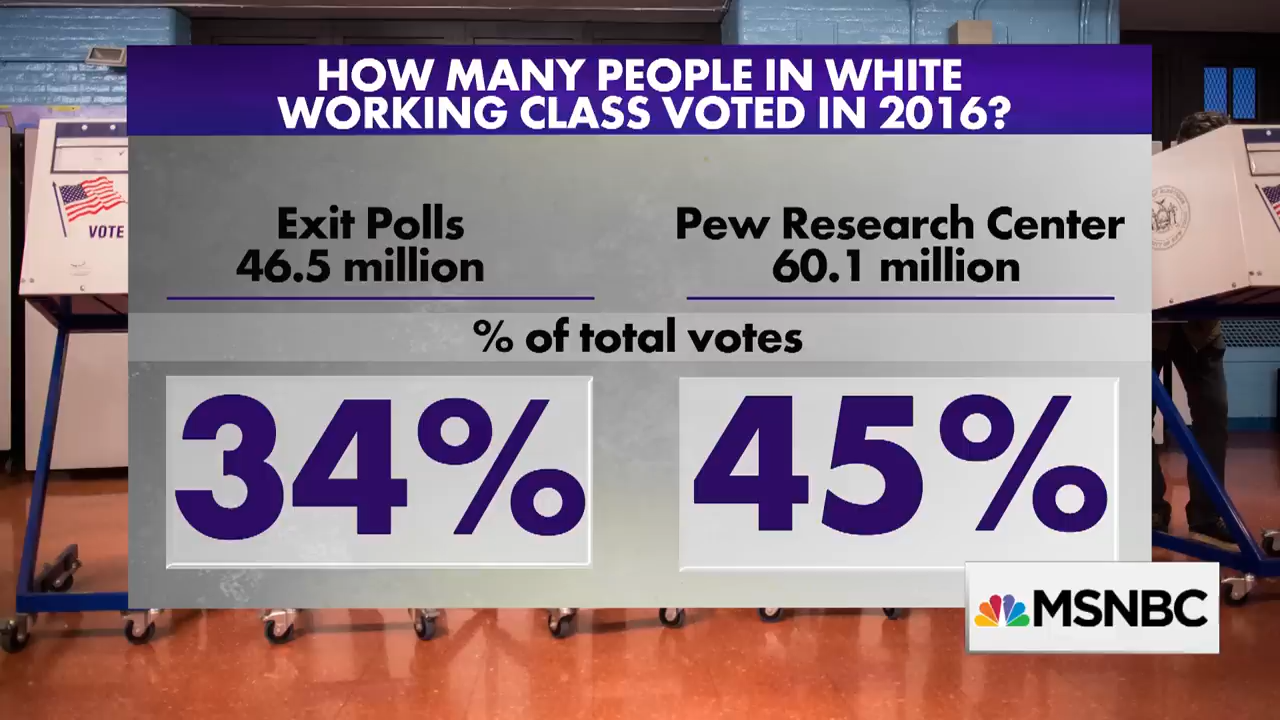 HOW MANY PEOPLE IN WHITE
WORKING CLASS VOTED IN 2016?
Exit Polls
46.5 million
Pew Research Center
60.1 million
% of total votes
34%
45%
VOTE
MSNBC